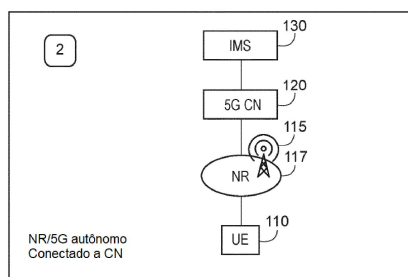 2
130
IMS
120
5G CN
115
117
NR
110
UE
NR/5G autônomo
Conectado a CN